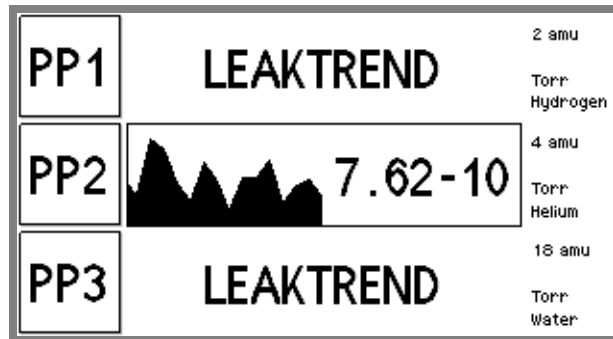 PP1 LEAKTREND 2 amu
Torr
Hydrogen
PP2 7.62-10 4 amu
Torr
Helium
PP3 LEAKTREND 18 amu
Torr
Water